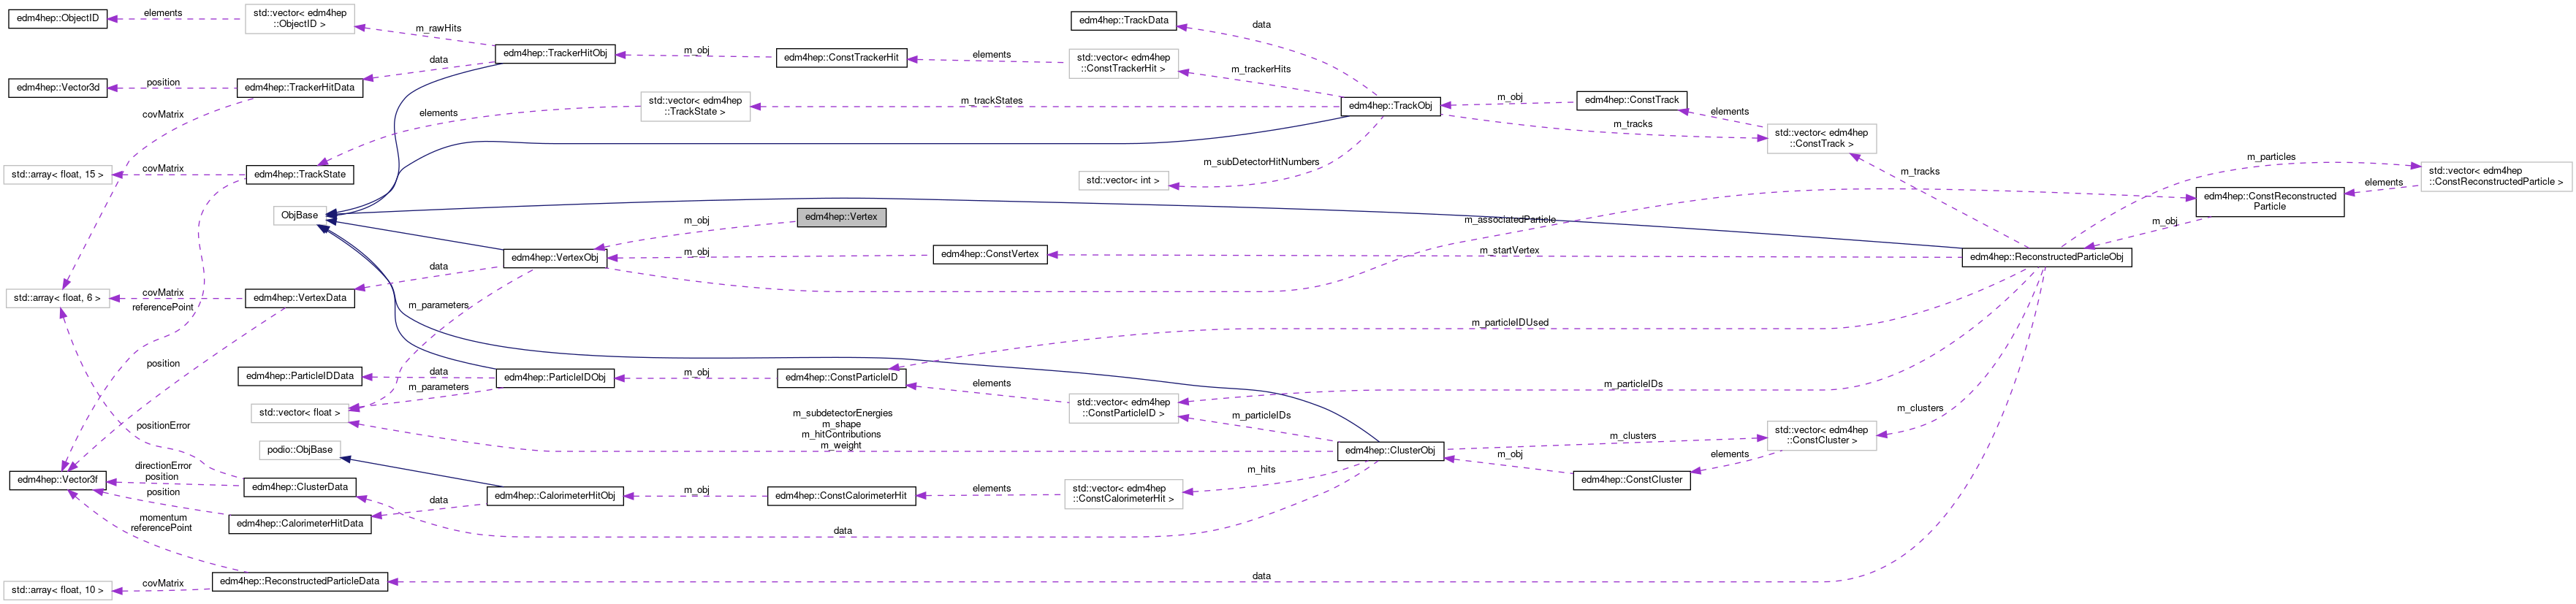 edm4hep::ObjectID
elements
std::vector< edm4hep
::ObjectID >
m_rawHits
edm4hep::TrackerHitObj
m_obj
edm4hep::ConstTrackerHit
elements
std::vector< edm4hep
::ConstTrackerHit >
edm4hep::TrackData
data
m_trackerHits
data
edm4hep::Vector3d
position
edm4hep::TrackerHitData
covMatrix
elements
std::vector< edm4hep
::TrackState >
m_trackStates
edm4hep::TrackObj
m_obj
edm4hep::ConstTrack
elements
m_tracks
std::vector< edm4hep
::ConstTrack >
std::array< float, 15 >
covMatrix
edm4hep::TrackState
m_subDetectorHitNumbers
std::vector< int >
m_tracks
m_particles
std::vector< edm4hep
::ConstReconstructedParticle >
elements
edm4hep::ConstReconstructed
Particle
m_obj
ObjBase
edm4hep::Vertex
m_obj
m_associatedParticle
edm4hep::VertexObj
m_obj
edm4hep::ConstVertex
m_startVertex
edm4hep::ReconstructedParticleObj
data
std::array< float, 6 >
covMatrix
edm4hep::VertexData
referencePoint
m_parameters
m_particleIDUsed
position
edm4hep::ParticleIDData
data
edm4hep::ParticleIDObj
m_obj
edm4hep::ConstParticleID
elements
m_particleIDs
m_parameters
std::vector< float >
std::vector< edm4hep
::ConstParticleID >
m_particleIDs
m_clusters
m_subdetectorEnergies
m_shape
m_hitContributions
m_weight
positionError
podio::ObjBase
edm4hep::ClusterObj
m_clusters
std::vector< edm4hep
::ConstCluster >
m_obj
elements
edm4hep::ConstCluster
edm4hep::Vector3f
directionError
position
edm4hep::ClusterData
position
edm4hep::CalorimeterHitData
data
edm4hep::CalorimeterHitObj
m_obj
edm4hep::ConstCalorimeterHit
elements
std::vector< edm4hep
::ConstCalorimeterHit >
m_hits
data
momentum
referencePoint
std::array< float, 10 >
covMatrix
edm4hep::ReconstructedParticleData
data